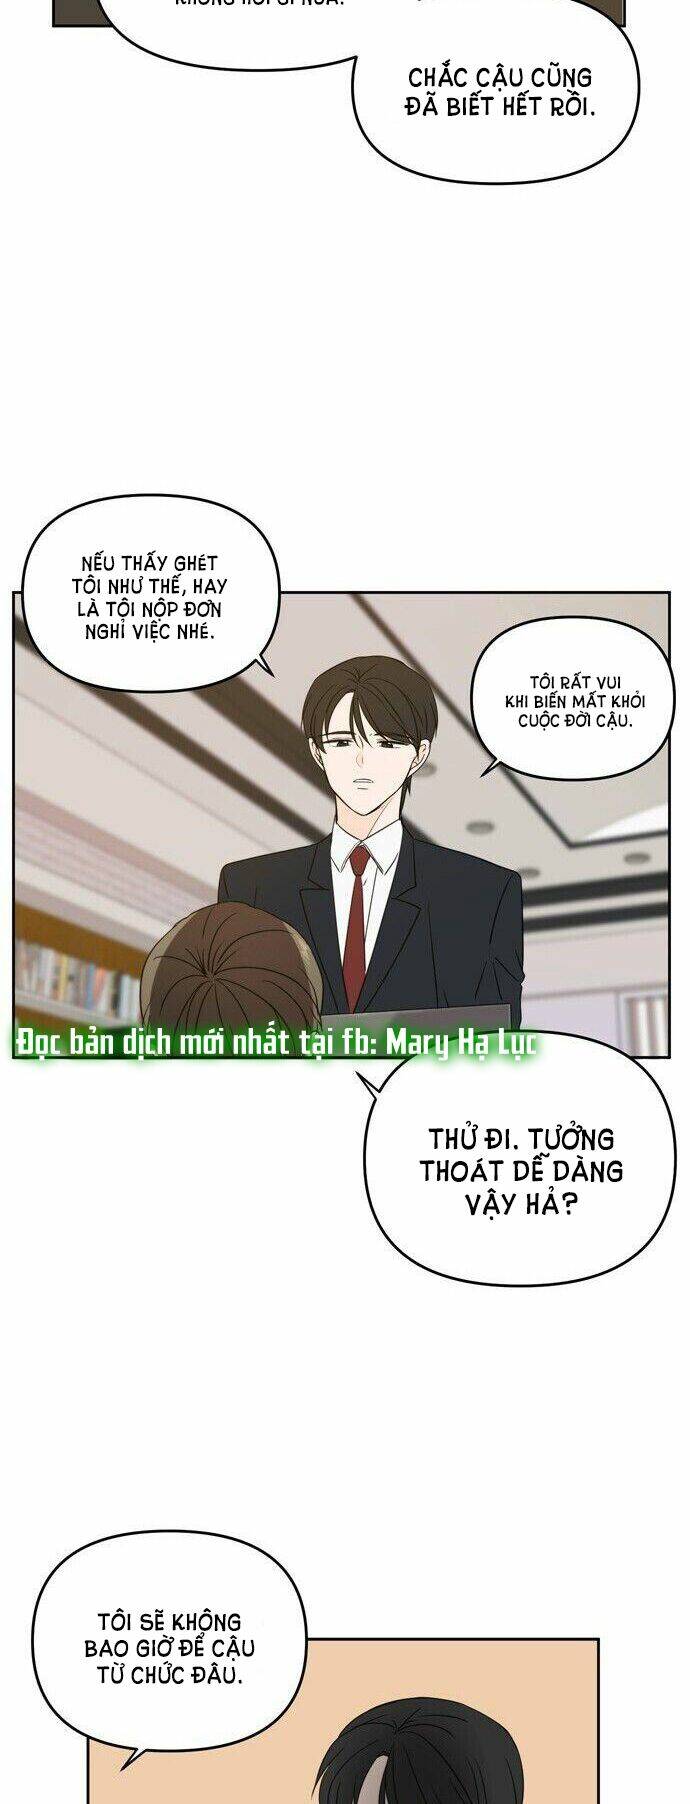 CHẮC CẬU CŨNG
ĐÃ BIẾT HẾT RỒI.
NẾU THẤY GHÉT
TÔI NHƯ THẾ, HAY
LÀ TÔI NỘP ĐƠN
NGHỈ VIỆC NHÉ.
TÔI RẤT VUI
KHI BIẾN MẤT KHỎI
CUỘC ĐỜI CẬU.
Đọc bản dịch mới nhất tại fb: Mary Hạ Lục
THỬ ĐI. TƯỞNG
THOÁT DỄ DÀNG
VẬY HẢ?
TÔI SẼ KHÔNG
BAO GIỜ ĐỂ CẬU
TỪ CHỨC ĐÂU.